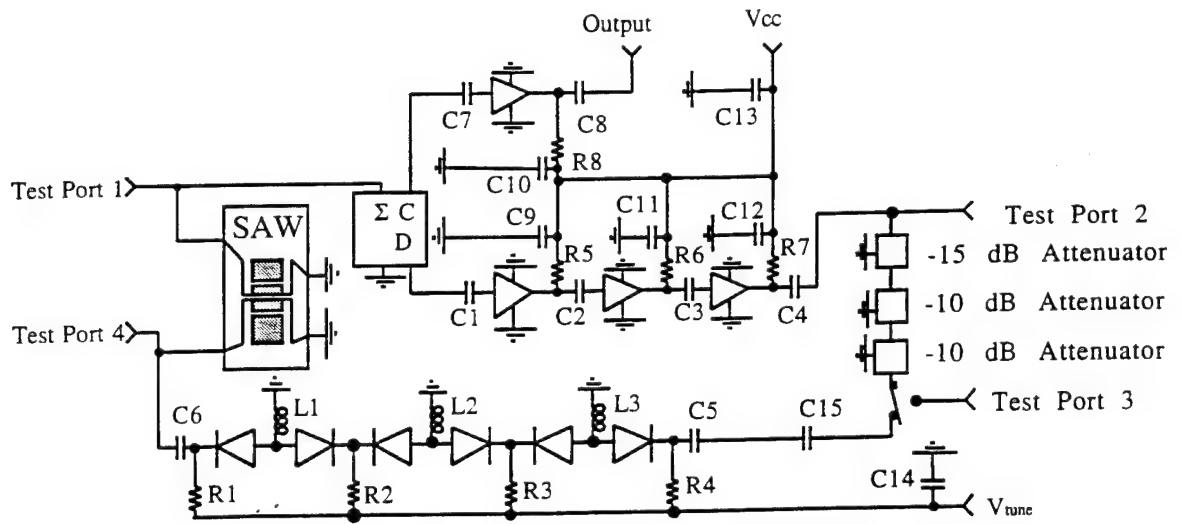 Output
Vcc
C7
C8
C13
R8
C10
Test Port 1
Σ C
D
SAW
C9
C11
C12
Test Port 2
R5
R6
R7
-15 dB Attenuator
C1
C2
C3
C4
-10 dB Attenuator
Test Port 4
-10 dB Attenuator
C6
L1
L2
L3
C5
C15
Test Port 3
R1
R2
R3
R4
C14
Vtune